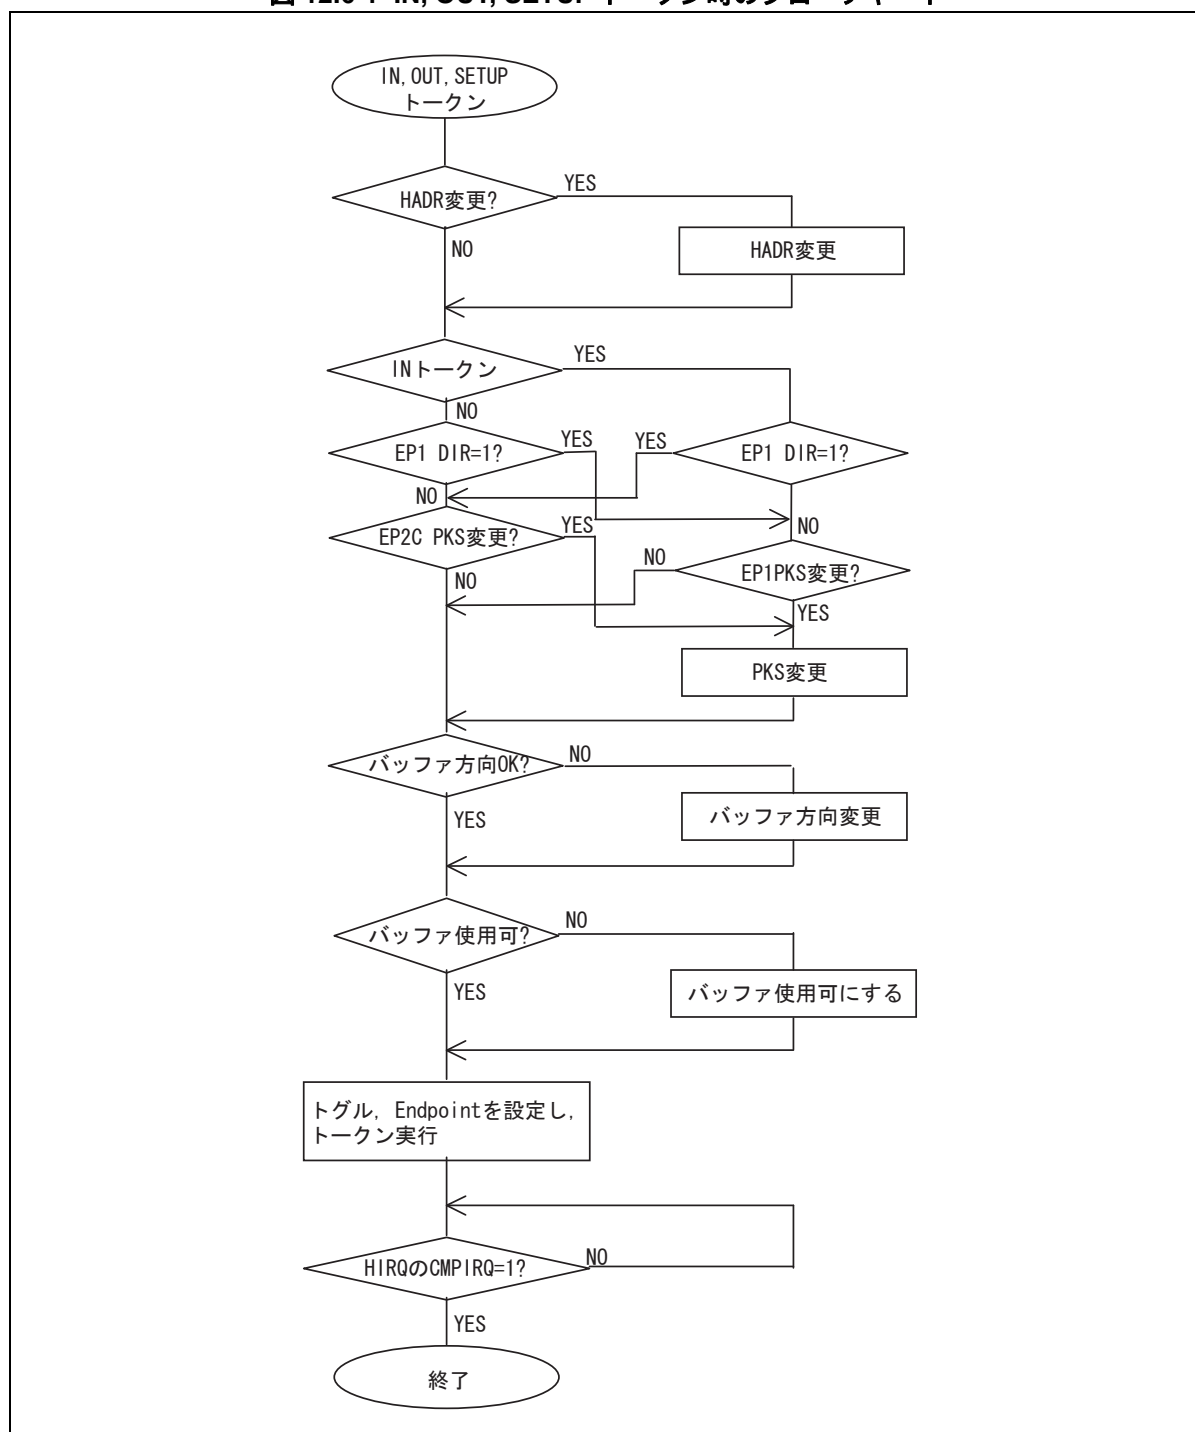 IN, OUT, SETUP
トークン
HADR変更?
YES
NO
HADR変更
INトークン
YES
NO
EP1 DIR=1?
YES
YES
EP1 DIR=1?
NO
NO
EP2C PKS変更?
YES
NO
NO
EP1PKS変更?
YES
PKS変更
バッファ方向OK?
NO
YES
バッファ方向変更
バッファ使用可?
NO
YES
バッファ使用可にする
トグル, Endpointを設定し,
トークン実行
HIRQのCMPIRQ=1?
NO
YES
終了